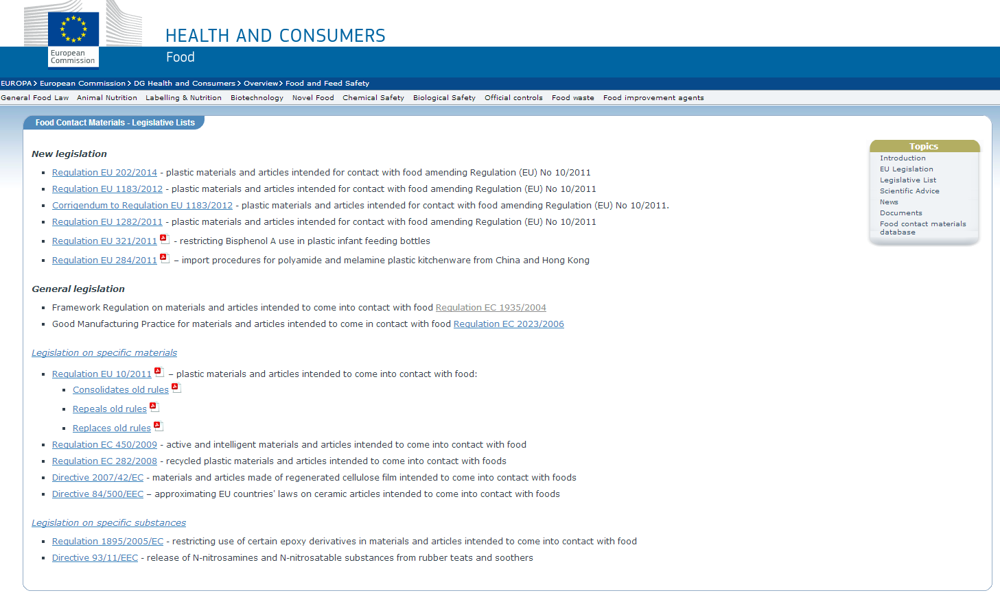 European
Commission
HEALTH AND CONSUMERS
Food
EUROPA > European Commission > DG Health and Consumers > Overview > Food and Feed Safety
General Food Law Animal Nutrition Labelling & Nutrition Biotechnology Novel Food Chemical Safety Biological Safety Official controls Food waste Food improvement agents
Food Contact Materials - Legislative Lists
New legislation
Regulation EU 202/2014 - plastic materials and articles intended for contact with food amending Regulation (EU) No 10/2011
Regulation EU 1183/2012 - plastic materials and articles intended for contact with food amending Regulation (EU) No 10/2011
Corrigendum to Regulation EU 1183/2012 - plastic materials and articles intended for contact with food amending Regulation (EU) No 10/2011.
Regulation EU 1282/2011 - plastic materials and articles intended for contact with food amending Regulation (EU) No 10/2011
Regulation EU 321/2011 - restricting Bisphenol A use in plastic infant feeding bottles
Regulation EU 284/2011 – import procedures for polyamide and melamine plastic kitchenware from China and Hong Kong
General legislation
Framework Regulation on materials and articles intended to come into contact with food Regulation EC 1935/2004
Good Manufacturing Practice for materials and articles intended to come in contact with food Regulation EC 2023/2006
Legislation on specific materials
Regulation EU 10/2011 – plastic materials and articles intended to come into contact with food:
Consolidates old rules
Repeals old rules
Replaces old rules
Regulation EC 450/2009 - active and intelligent materials and articles intended to come into contact with food
Regulation EC 282/2008 - recycled plastic materials and articles intended to come into contact with foods
Directive 2007/42/EC - materials and articles made of regenerated cellulose film intended to come into contact with foods
Directive 84/500/EEC – approximating EU countries' laws on ceramic articles intended to come into contact with foods
Legislation on specific substances
Regulation 1895/2005/EC - restricting use of certain epoxy derivatives in materials and articles intended to come into contact with food
Directive 93/11/EEC - release of N-nitrosamines and N-nitrosatable substances from rubber teats and soothers
Topics
Introduction
EU Legislation
Legislative List
Scientific Advice
News
Documents
Food contact materials
database